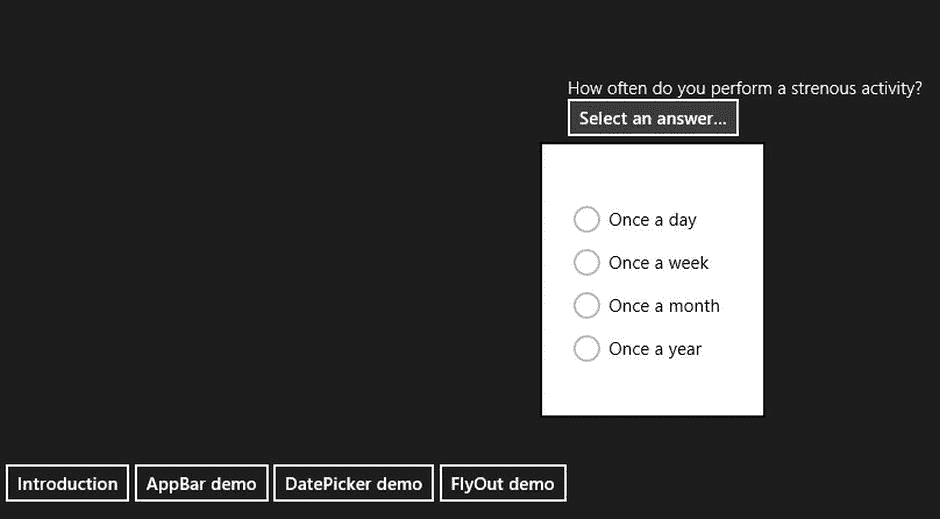 How often do you perform a strenous activity?
Select an answer...
Once a day
Once a week
Once a month
Once a year
Introduction AppBar demo DatePicker demo FlyOut demo